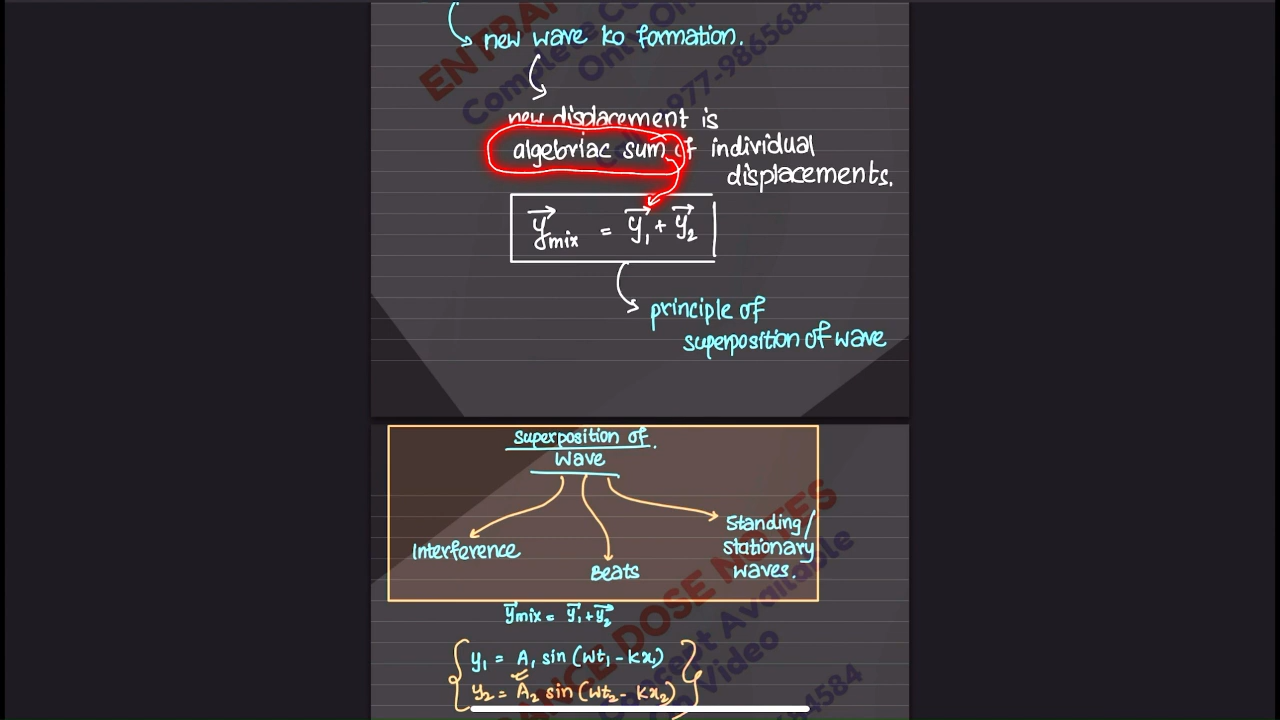 new wave ko formation.
new displacement is
algebriac sum of individual
displacements.
y⃗mix = y⃗₁ + y⃗₂
principle of
superposition of wave
Superposition of
Wave
Interference
Beats
Standing/
stationary
waves.
y⃗mix = y⃗₁ + y⃗₂
y₁ = A₁ sin (wt₁ - kx₁)
y₂ = A₂ sin (wt₂ - kx₂)